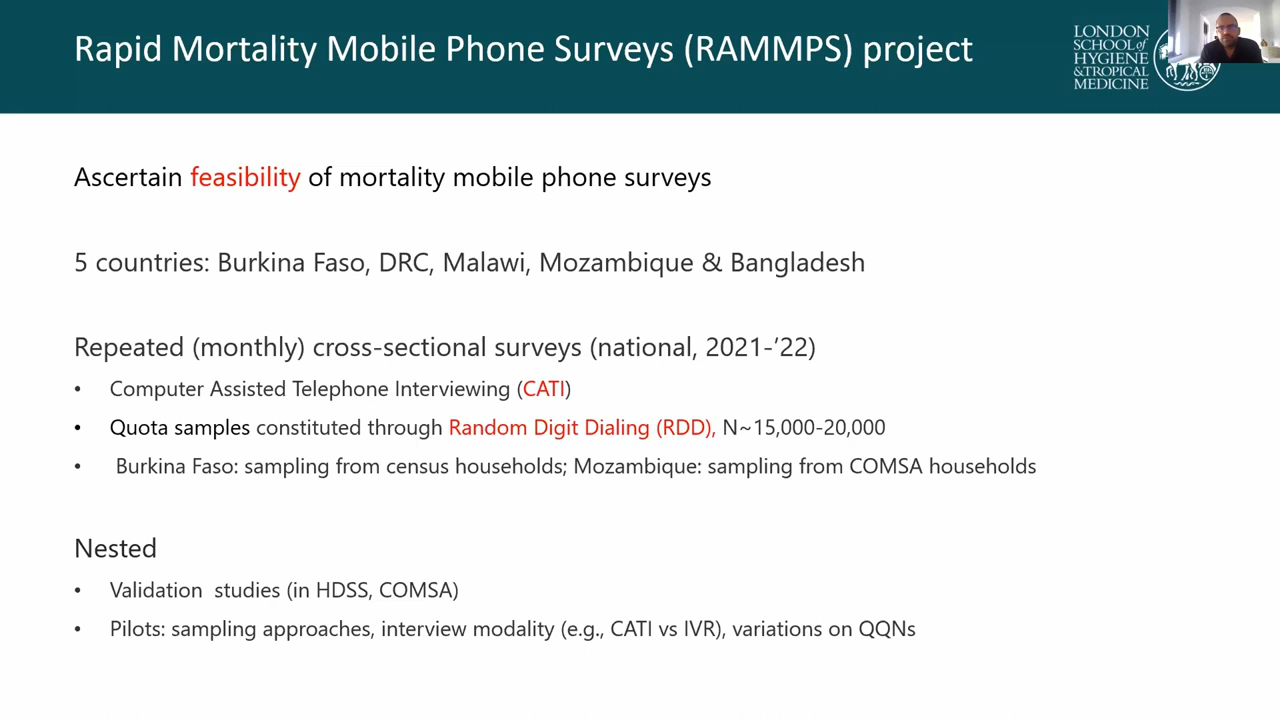 Rapid Mortality Mobile Phone Surveys (RAMMPS) project
LONDON
SCHOOL of
HYGIENE
& TROPICAL
MEDICINE
Ascertain feasibility of mortality mobile phone surveys
5 countries: Burkina Faso, DRC, Malawi, Mozambique & Bangladesh
Repeated (monthly) cross-sectional surveys (national, 2021-’22)
• Computer Assisted Telephone Interviewing (CATI)
• Quota samples constituted through Random Digit Dialing (RDD), N~15,000-20,000
• Burkina Faso: sampling from census households; Mozambique: sampling from COMSA households
Nested
• Validation studies (in HDSS, COMSA)
• Pilots: sampling approaches, interview modality (e.g., CATI vs IVR), variations on QQNs